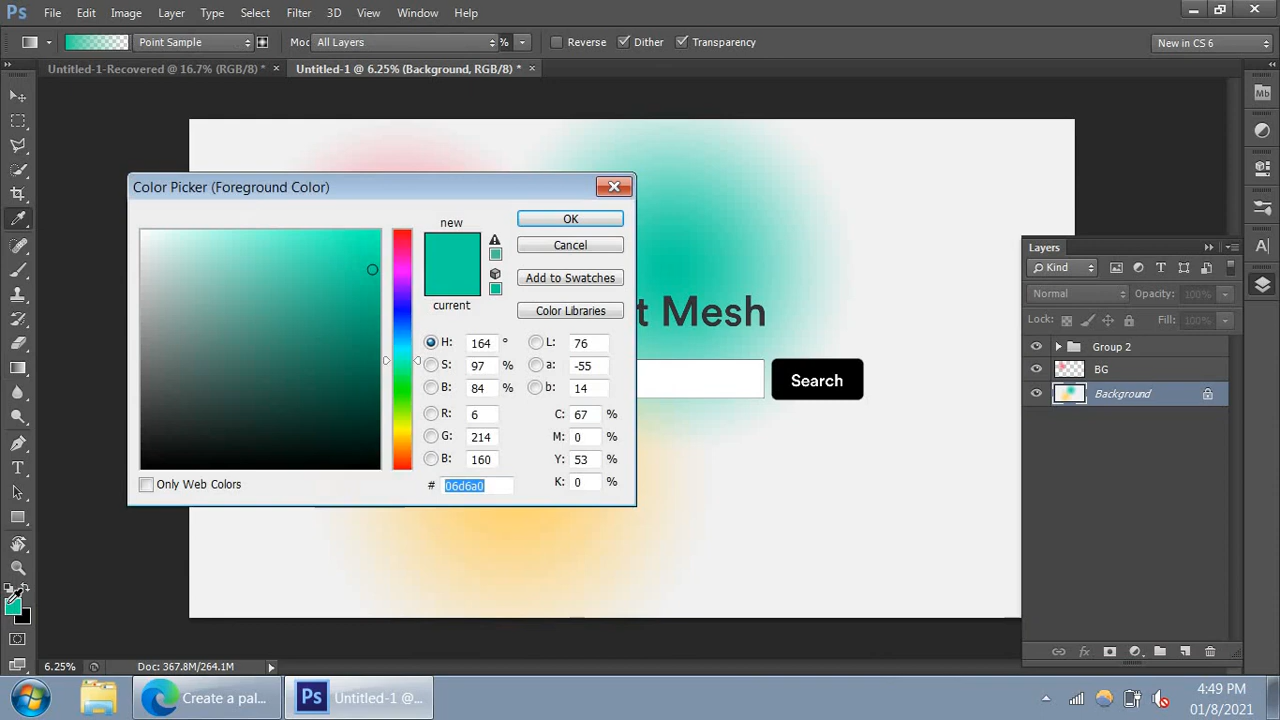 Ps File Edit Image Layer Type Select Filter 3D View Window Help
Point Sample All Layers % Reverse Dither Transparency New in CS 6
Untitled-1-Recovered @ 16.7% (RGB/8) * × Untitled-1 @ 6.25% (Background, RGB/8) * ×
Color Picker (Foreground Color)
new
OK
Cancel
Add to Swatches
current
Color Libraries
H: 164 ° L: 76
S: 97 % a: -55
B: 84 % b: 14
R: 6 C: 67 %
G: 214 M: 0 %
B: 160 Y: 53 %
Only Web Colors # 06d6a0 K: 0 %
t Mesh
Search
Mb
A
Layers
Kind
T
Normal Opacity: 100%
Lock: Fill: 100%
Group 2
BG
Background
fx
T
6.25% Doc: 367.8M/264.1M
Create a pal...
Ps Untitled-1 @...
4:49 PM
01/8/2021